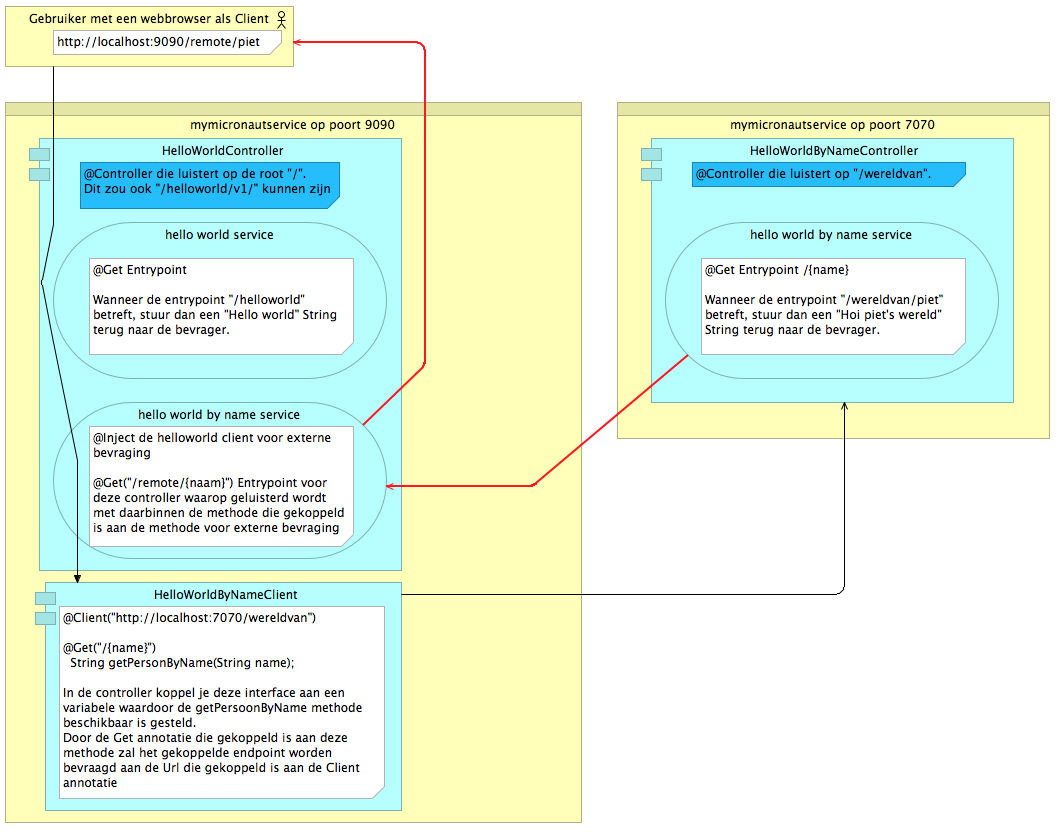 Gebruiker met een webbrowser als Client
http://localhost:9090/remote/piet
mymicronautservice op poort 9090
HelloWorldController
@Controller die luistert op de root "/".
Dit zou ook "/helloworld/v1/" kunnen zijn
hello world service
@Get Entrypoint
Wanneer de entrypoint "/helloworld"
betreft, stuur dan een "Hello world" String
terug naar de bevrager.
hello world by name service
@Inject de helloworld client voor externe
bevraging
@Get("/remote/{naam}") Entrypoint voor
deze controller waarop geluisterd wordt
met daarbinnen de methode die gekoppeld
is aan de methode voor externe bevraging
HelloWorldByNameClient
@Client("http://localhost:7070/wereldvan")
@Get("/{name}")
String getPersonByName(String name);
In de controller koppel je deze interface aan een
variabele waardoor de getPersoonByName methode
beschikbaar is gesteld.
Door de Get annotatie die gekoppeld is aan deze
methode zal het gekoppelde endpoint worden
bevraagd aan de Url die gekoppeld is aan de Client
annotatie
mymicronautservice op poort 7070
HelloWorldByNameController
@Controller die luistert op "/wereldvan".
hello world by name service
@Get Entrypoint /{name}
Wanneer de entrypoint "/wereldvan/piet"
betreft, stuur dan een "Hoi piet's wereld"
String terug naar de bevrager.